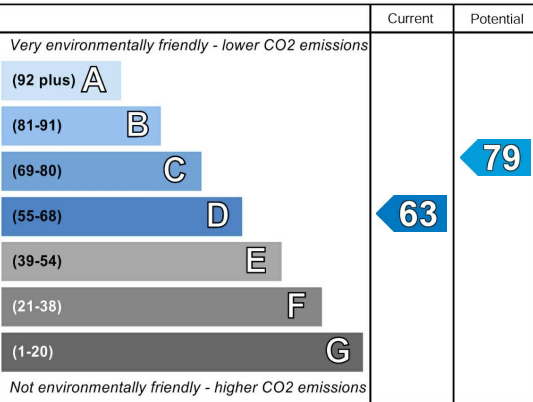 Current Potential
Very environmentally friendly - lower CO2 emissions
(92 plus) A
(81-91) B
(69-80) C
79
(55-68) D
63
(39-54) E
(21-38) F
(1-20) G
Not environmentally friendly - higher CO2 emissions